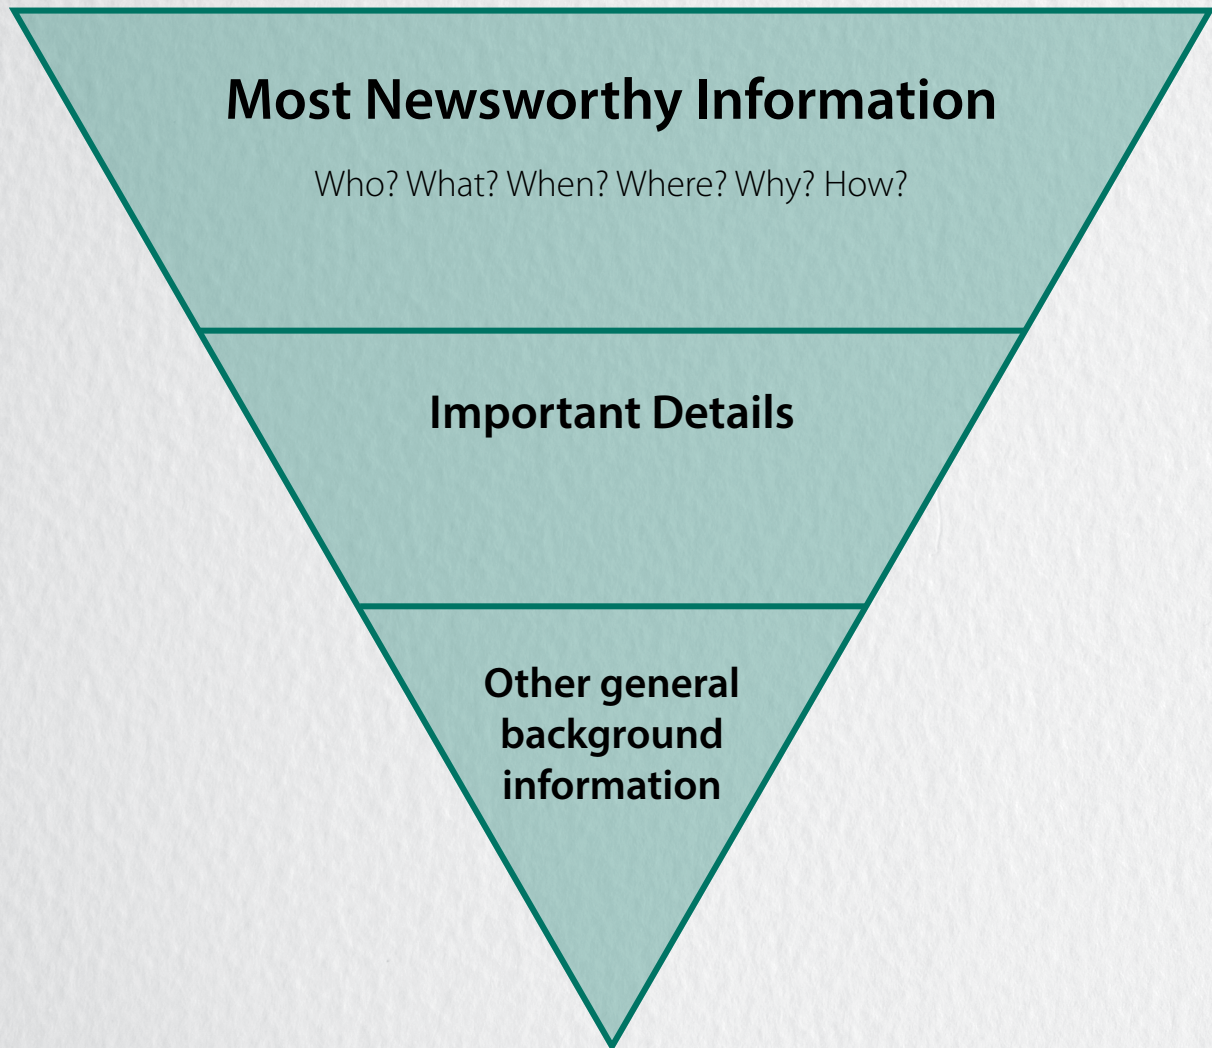 Most Newsworthy Information
Who? What? When? Where? Why? How?
Important Details
Other general
background
information